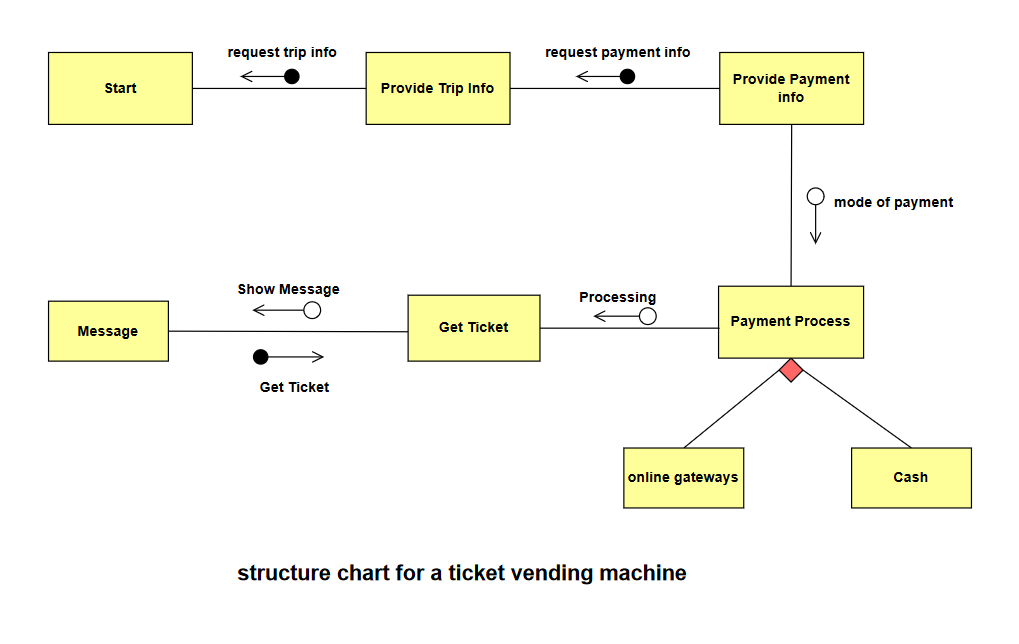 request trip info
request payment info
Start
Provide Trip Info
Provide Payment
info
mode of payment
Show Message
Processing
Message
Get Ticket
Payment Process
Get Ticket
online gateways
Cash
structure chart for a ticket vending machine